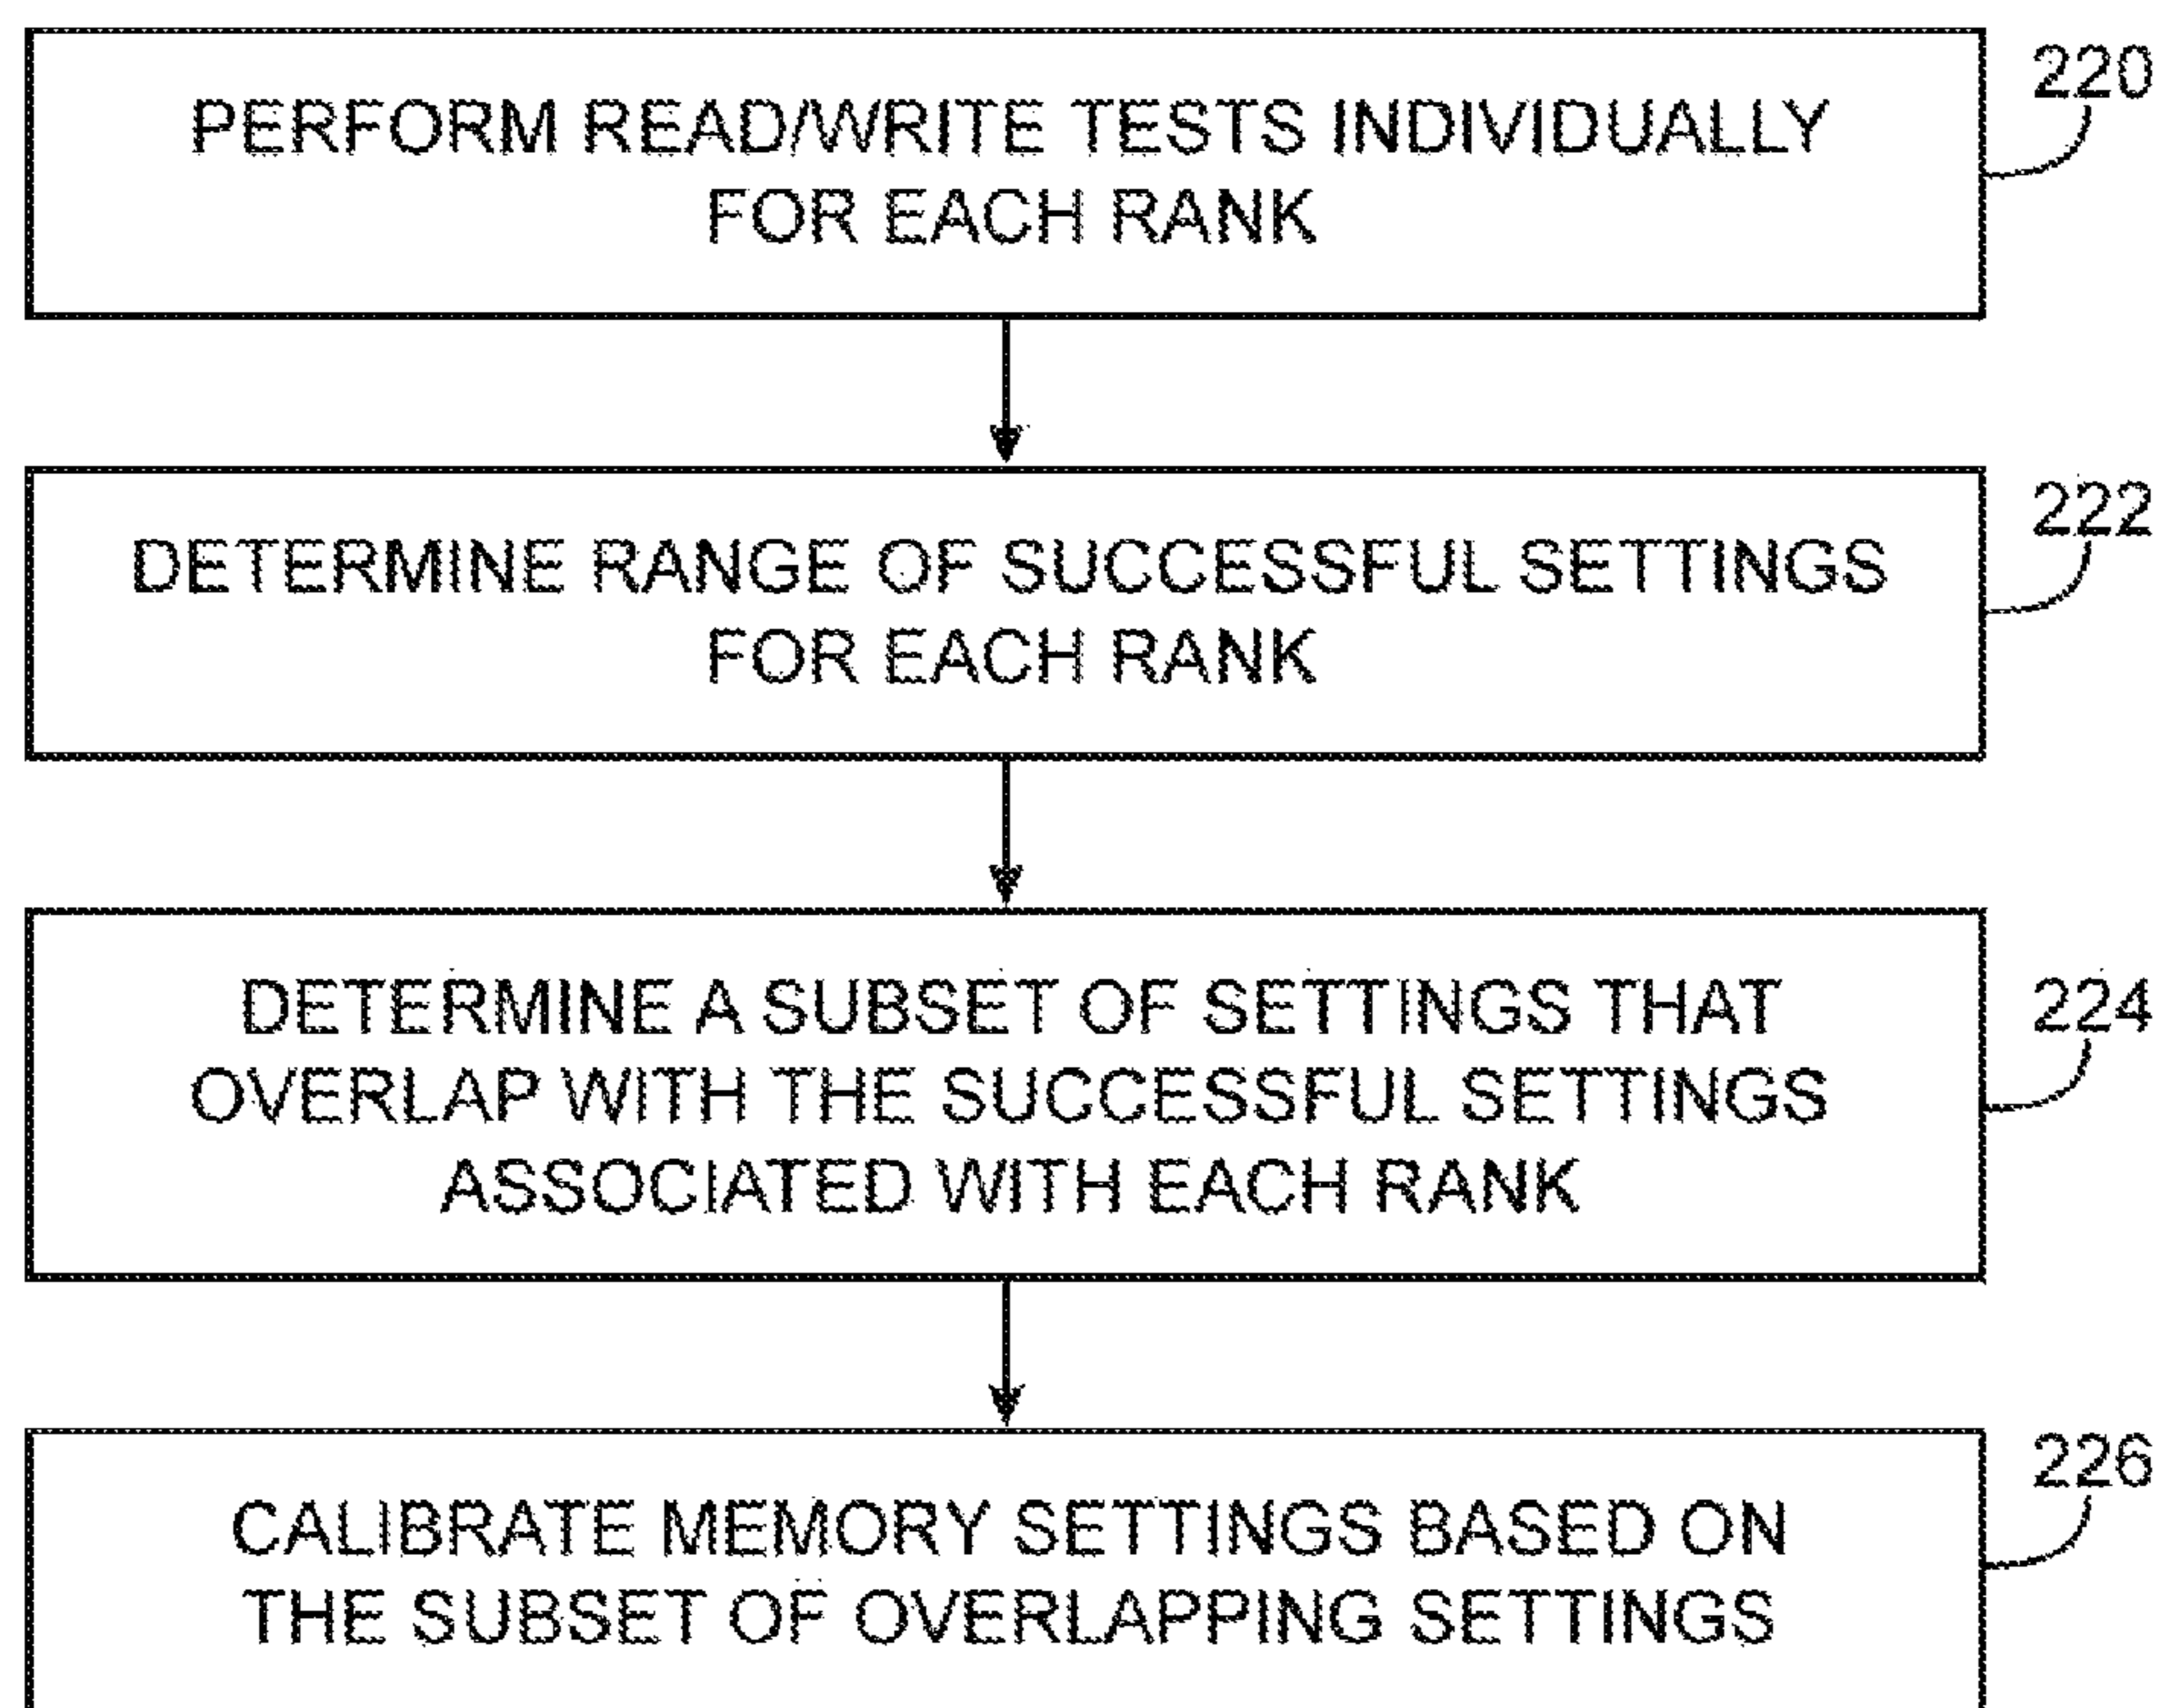 220
PERFORM READ/WRITE TESTS INDIVIDUALLY
FOR EACH RANK
222
DETERMINE RANGE OF SUCCESSFUL SETTINGS
FOR EACH RANK
224
DETERMINE A SUBSET OF SETTINGS THAT
OVERLAP WITH THE SUCCESSFUL SETTINGS
ASSOCIATED WITH EACH RANK
226
CALIBRATE MEMORY SETTINGS BASED ON
THE SUBSET OF OVERLAPPING SETTINGS